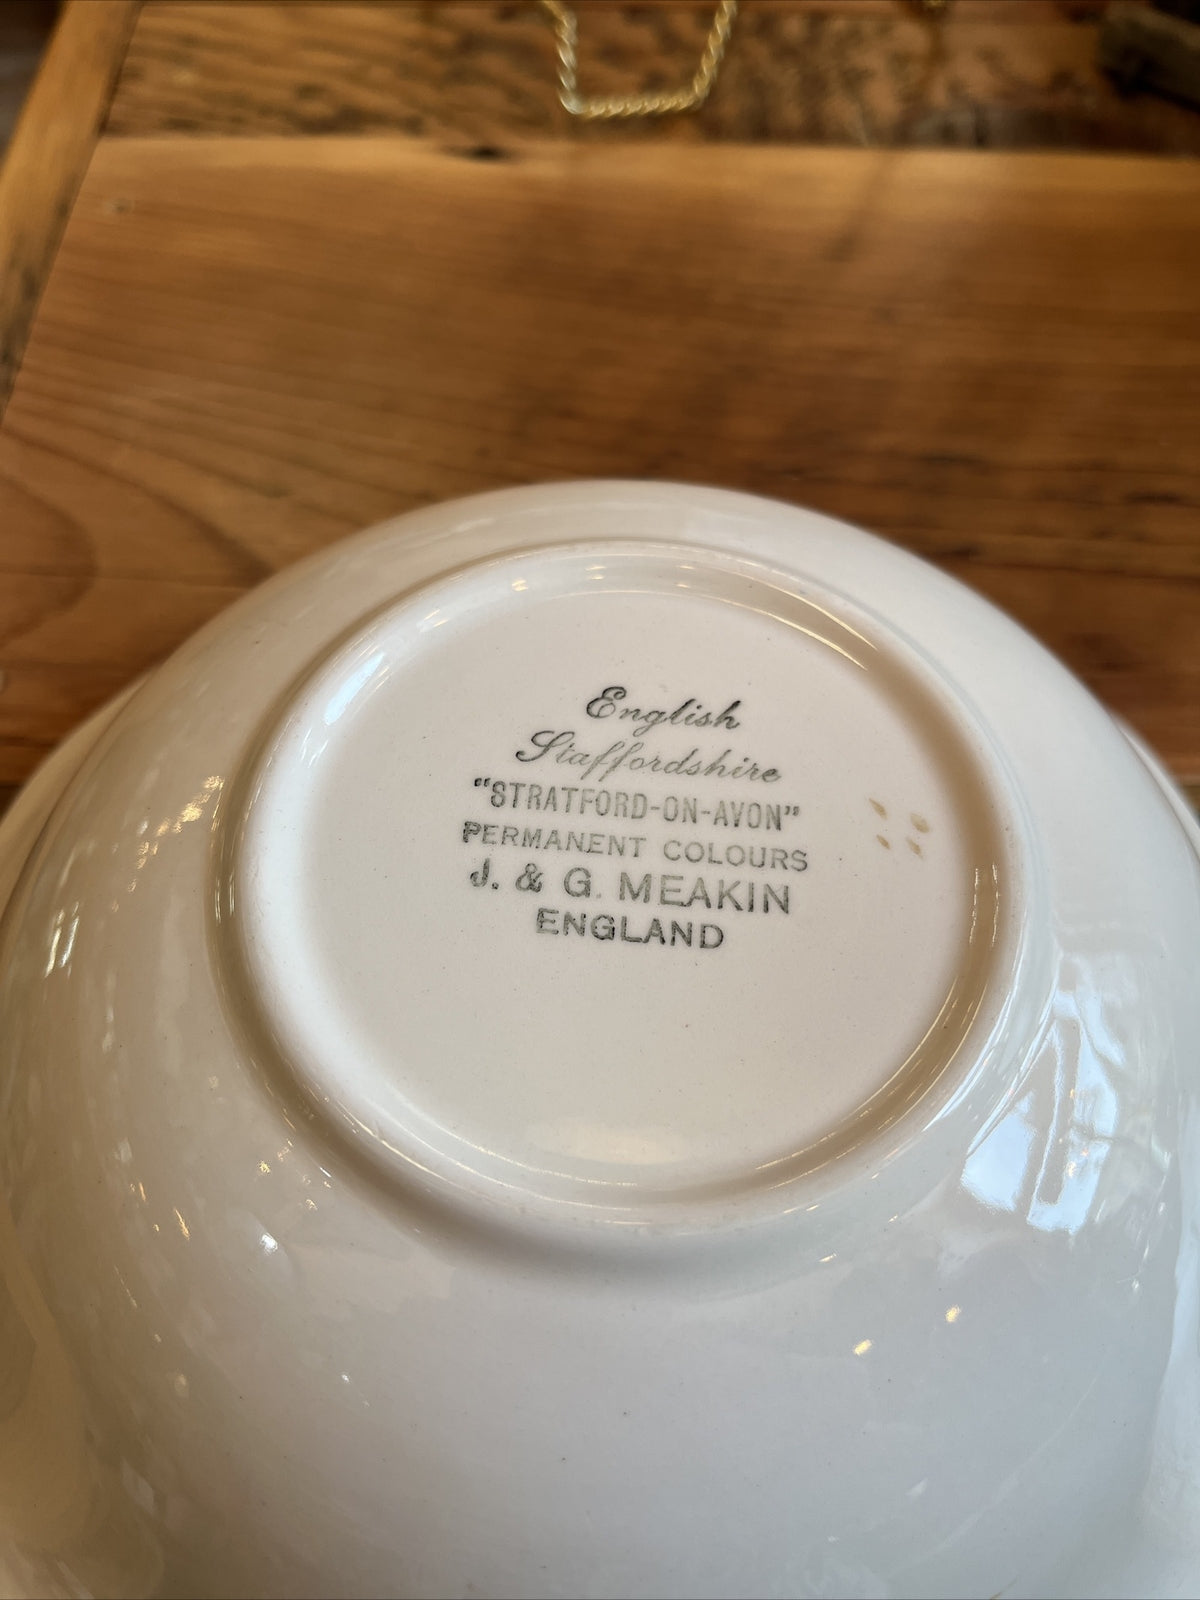 English
Staffordshire
"STRATFORD-ON-AVON"
PERMANENT COLOURS
J. & G. MEAKIN
ENGLAND